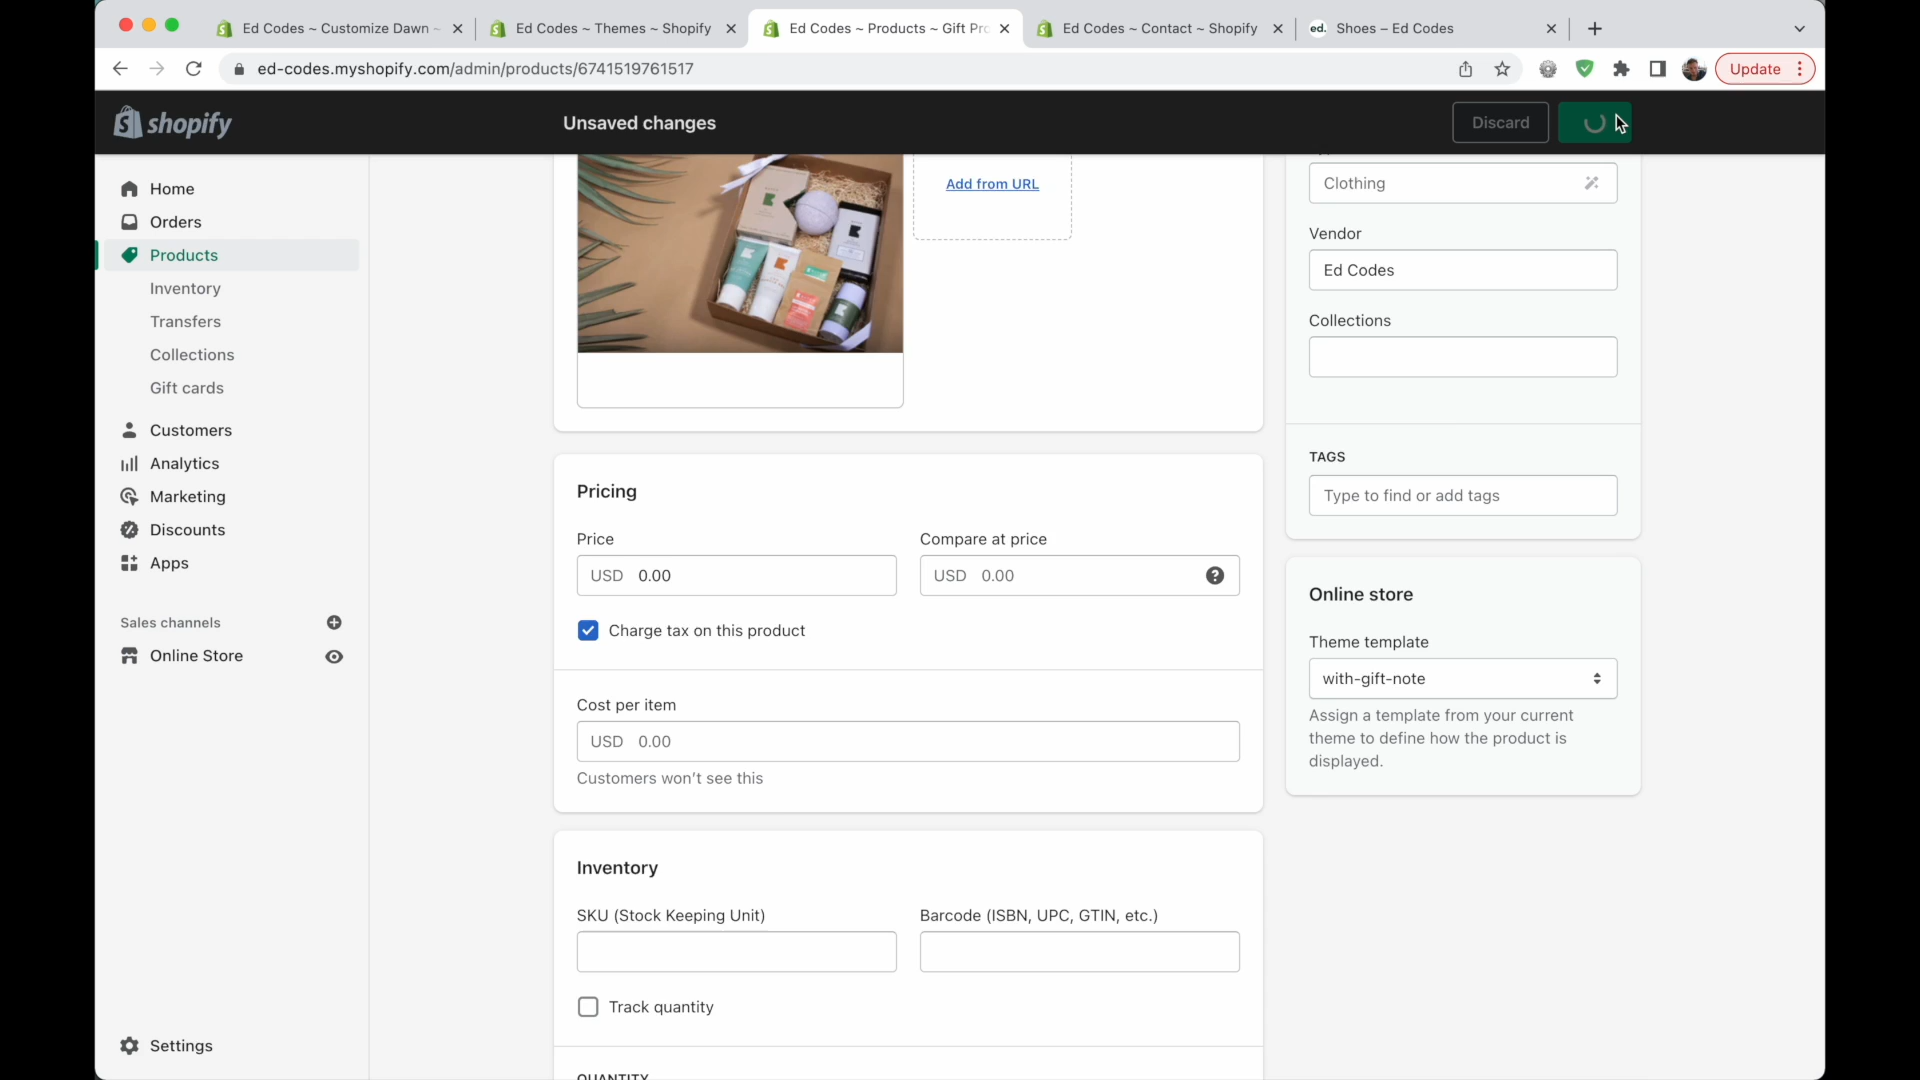 Ed Codes ~ Customize Dawn ~
Ed Codes ~ Themes ~ Shopify
Ed Codes ~ Products ~ Gift Pro
Ed Codes ~ Contact ~ Shopify
ed. Shoes – Ed Codes
ed-codes.myshopify.com/admin/products/6741519761517
Update
shopify
Unsaved changes
Discard
Home
Orders
Products
Inventory
Transfers
Collections
Gift cards
Customers
Analytics
Marketing
Discounts
Apps
Sales channels
Online Store
Settings
Add from URL
Pricing
Price
Compare at price
USD 0.00
USD 0.00
Charge tax on this product
Cost per item
USD 0.00
Customers won't see this
Inventory
SKU (Stock Keeping Unit)
Barcode (ISBN, UPC, GTIN, etc.)
Track quantity
QUANTITY
Clothing
Vendor
Ed Codes
Collections
TAGS
Type to find or add tags
Online store
Theme template
with-gift-note
Assign a template from your current
theme to define how the product is
displayed.